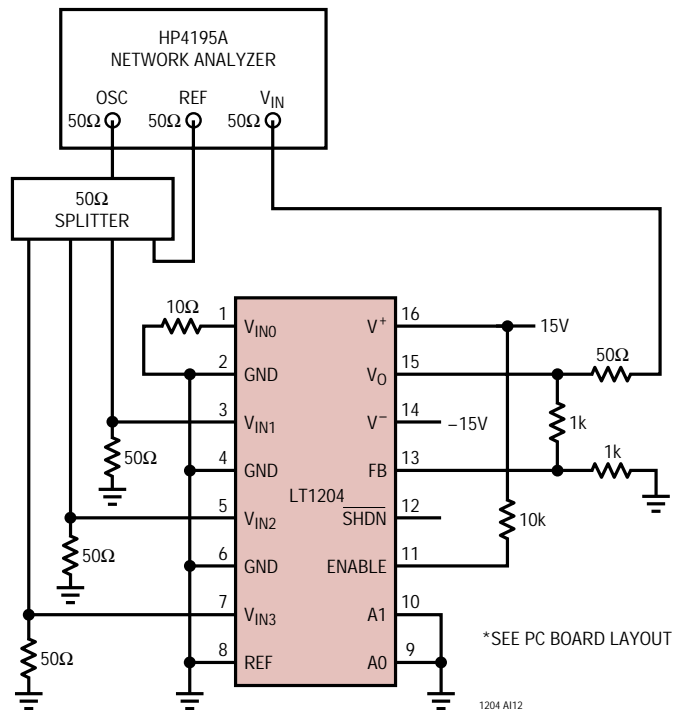 HP4195A
NETWORK ANALYZER
OSC REF VIN
50Ω 50Ω 50Ω
50Ω
SPLITTER
10Ω
1 VIN0
2 GND
3 VIN1
50Ω
4 GND
5 VIN2
50Ω
6 GND
7 VIN3
50Ω
8 REF
LT1204
16 V+ 15V
15 VO 50Ω
14 V− −15V
1k
13 FB 1k
12 SHDN
10k
11 ENABLE
10 A1
9 A0
*SEE PC BOARD LAYOUT
1204 AI12